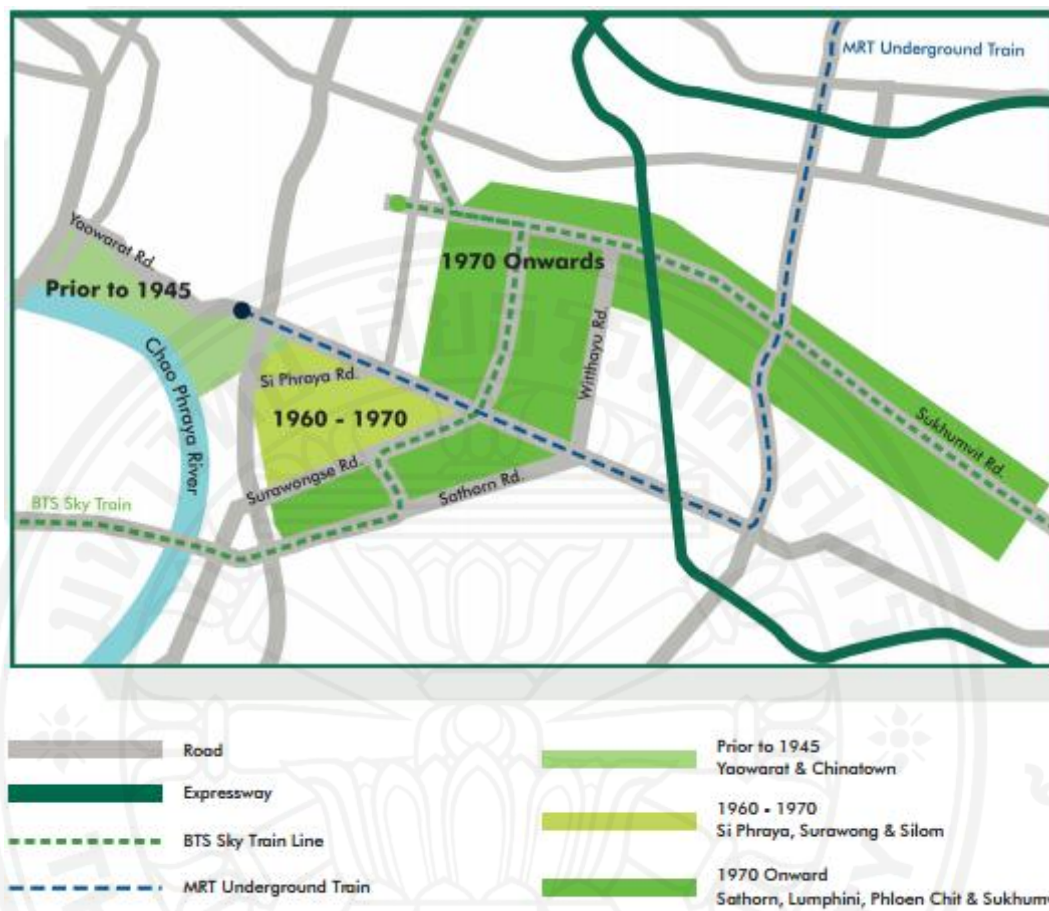 MRT Underground Train
Yaowarat Rd.
1970 Onwards
Prior to 1945
Chao Phraya River
Si Phraya Rd.
Witthayu Rd.
1960 - 1970
Sukhumvit Rd.
Surawongse Rd.
Sathorn Rd.
BTS Sky Train
Road
Expressway
BTS Sky Train Line
MRT Underground Train
Prior to 1945
Yaowarat & Chinatown
1960 - 1970
Si Phraya, Surawong & Silom
1970 Onward
Sathorn, Lumphini, Phloen Chit & Sukhumv